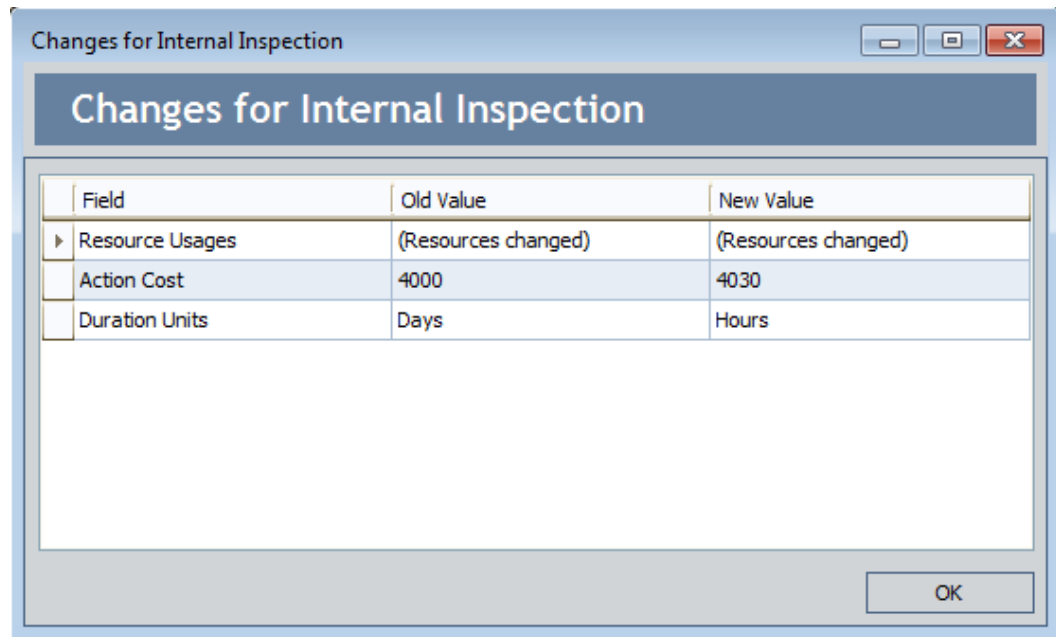 Changes for Internal Inspection
Changes for Internal Inspection
Field Old Value New Value
Resource Usages (Resources changed) (Resources changed)
Action Cost 4000 4030
Duration Units Days Hours
OK